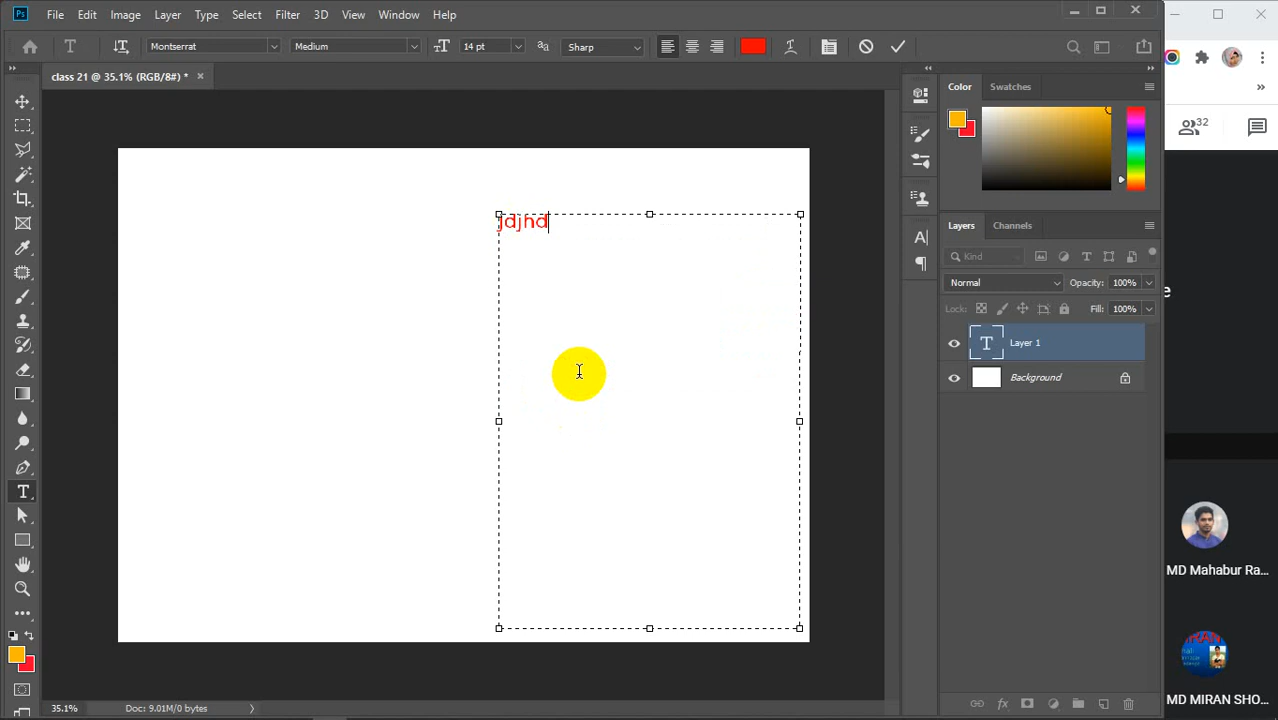 Ps File Edit Image Layer Type Select Filter 3D View Window Help
T Montserrat Medium 14 pt Sharp
class 21 @ 35.1% (RGB/8#) *
Color Swatches
32
jdjhd
Layers Channels
Kind
Normal Opacity: 100%
Lock: Fill: 100%
T Layer 1
Background
MD Mahabur Ra...
MD MIRAN SHO...
35.1% Doc: 9.01M/0 bytes